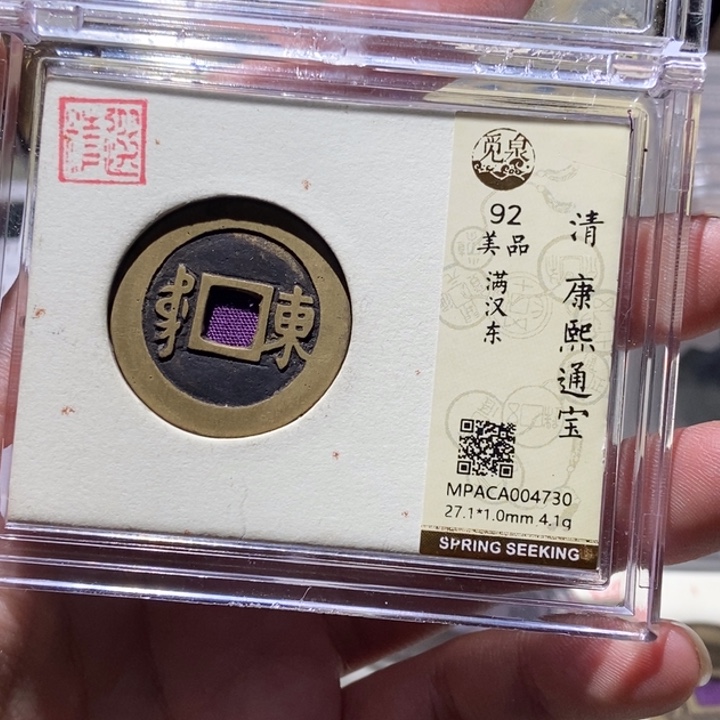 東
觅泉
92
美品
满汉东
清 康熙通宝
MPACA004730
27.1*1.0mm 4.1g
SPRING SEEKING